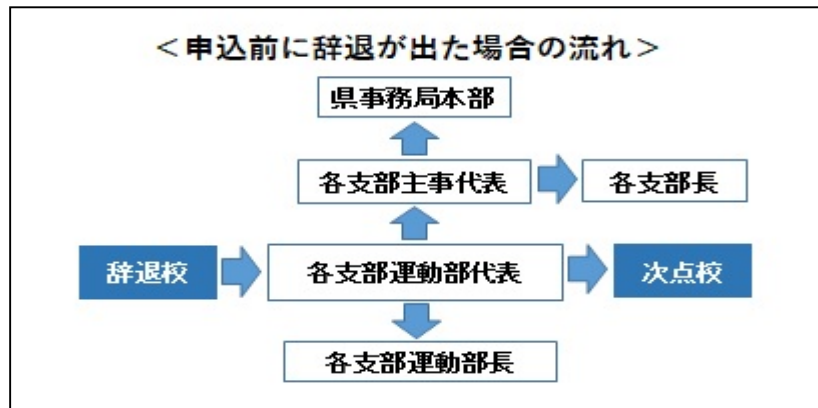 ＜申込前に辞退が出た場合の流れ＞
県事務局本部
各支部主事代表
各支部長
辞退校
各支部運動部代表
次点校
各支部運動部長